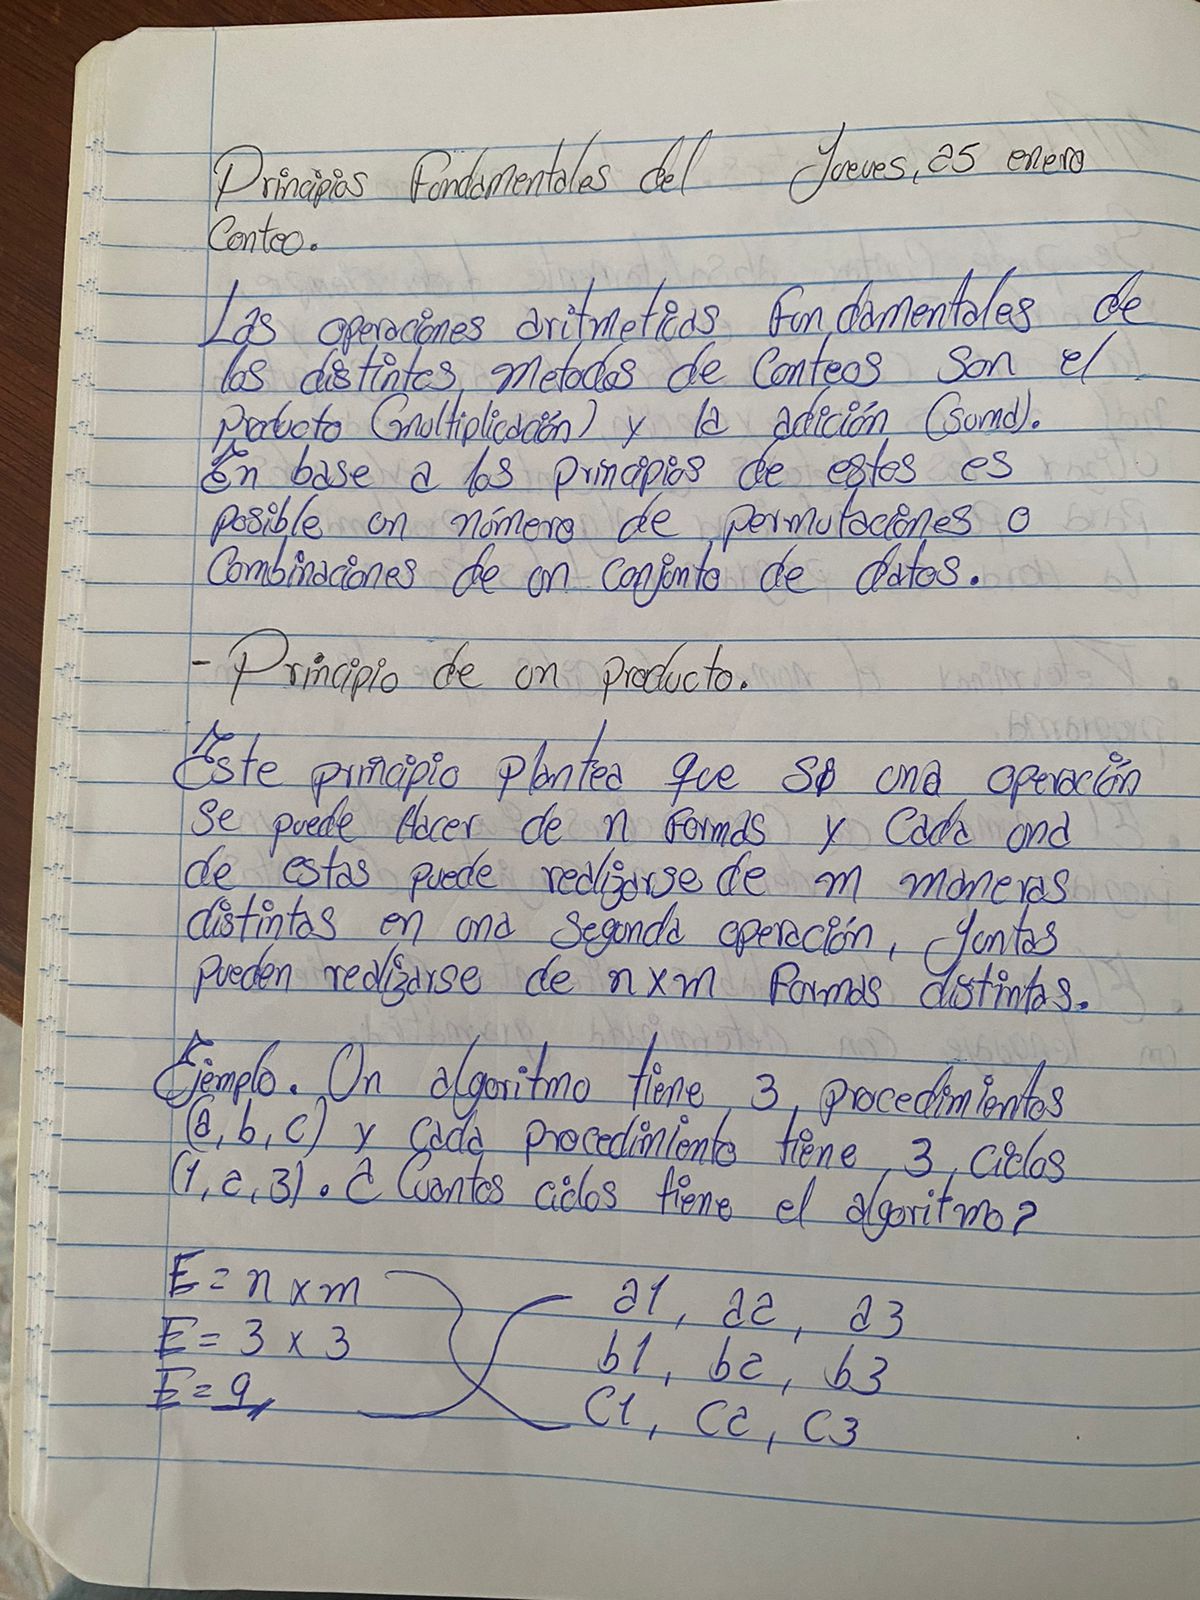 Principios Fundamentales del Jueves, 25 enero
Conteo.
Las operaciones aritmeticas Fundamentales de
los distintos, metodos de Conteos Son el
producto (multiplicación) y la adición (suma).
En base a los principios de estos es
posible un número de permutaciones o
Combinaciones de un conjunto de datos.
- Principio de un producto.
Este principio plantea que si una operación
se puede Hacer de n Formas y Cada una
de estas puede realizarse de m maneras
distintas en una segunda operación, juntas
pueden realizarse de n x m Formas distintas.
Ejemplo. Un algoritmo tiene, 3, procedimientos
(a, b, c) y cada procedimiento tiene, 3, ciclos
(1, 2, 3). ¿Cuantos ciclos tiene el algoritmo?
E = n x m a1, a2, a3
E = 3 x 3 b1, b2, b3
E = 9 C1, C2, C3